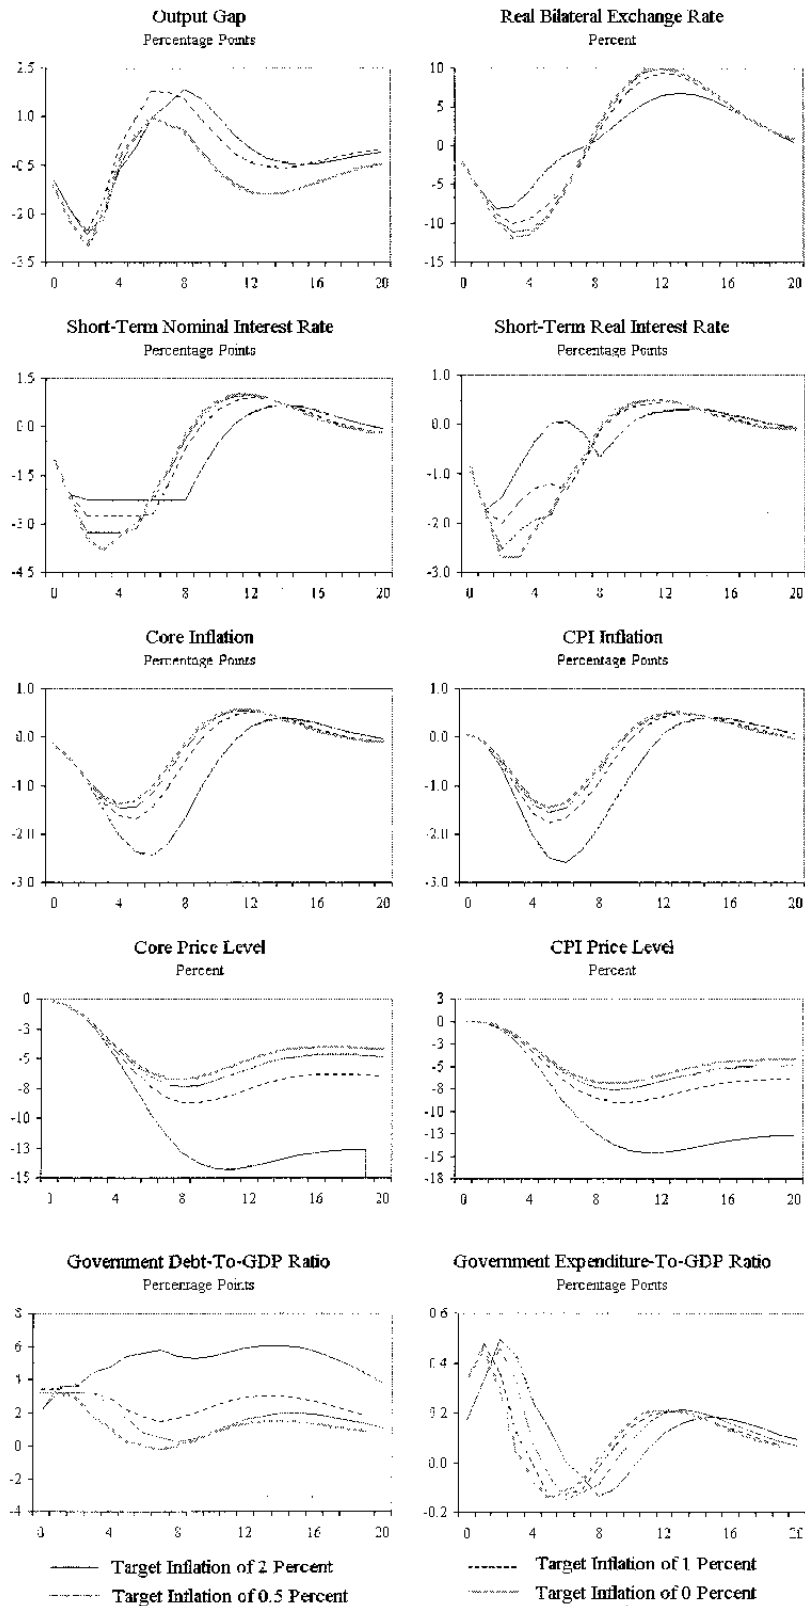 Output Gap
Percentage Points
2.5
1.0
-0.5
-2.0
-3.5
0 4 8 12 16 20
Real Bilateral Exchange Rate
Percent
10
5
0
-5
-10
-15
0 4 8 12 16 20
Short-Term Nominal Interest Rate
Percentage Points
1.5
0.0
-1.5
-3.0
-4.5
0 4 8 12 16 20
Short-Term Real Interest Rate
Percentage Points
1.0
0.0
-1.0
-2.0
-3.0
0 4 8 12 16 20
Core Inflation
Percentage Points
1.0
0.0
-1.0
-2.0
-3.0
0 4 8 12 16 20
CPI Inflation
Percentage Points
1.0
0.0
-1.0
-2.0
-3.0
0 4 8 12 16 20
Core Price Level
Percent
0
-3
-5
-8
-10
-13
-15
4 8 12 16 20
CPI Price Level
Percent
3
0
-3
-5
-8
-10
-13
-15
-18
0 4 8 12 16 20
Government Debt-To-GDP Ratio
Percentage Points
8
6
4
2
0
-2
-4
0 4 8 12 16 20
Government Expenditure-To-GDP Ratio
Percentage Points
0.6
0.4
0.2
0.0
-0.2
0 4 8 12 16
Target Inflation of 2 Percent
Target Inflation of 1 Percent
Target Inflation of 0.5 Percent
Target Inflation of 0 Percent